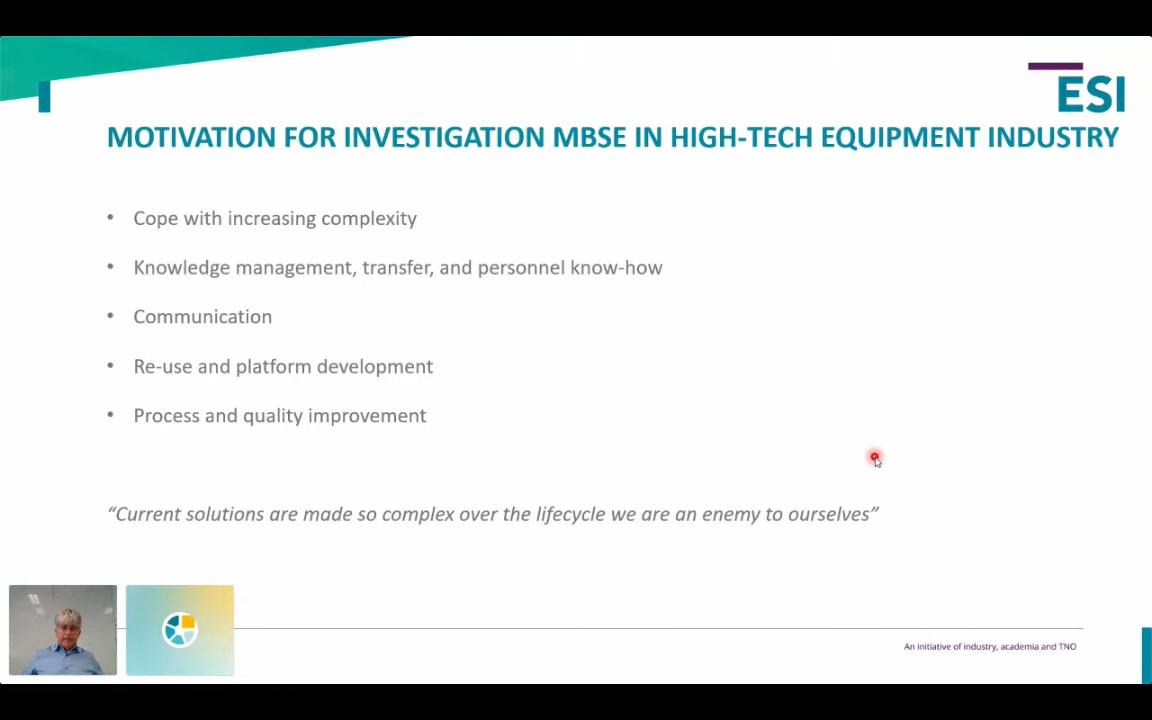 ESI
MOTIVATION FOR INVESTIGATION MBSE IN HIGH-TECH EQUIPMENT INDUSTRY
• Cope with increasing complexity
• Knowledge management, transfer, and personnel know-how
• Communication
• Re-use and platform development
• Process and quality improvement
“Current solutions are made so complex over the lifecycle we are an enemy to ourselves”
An initiative of industry, academia and TNO